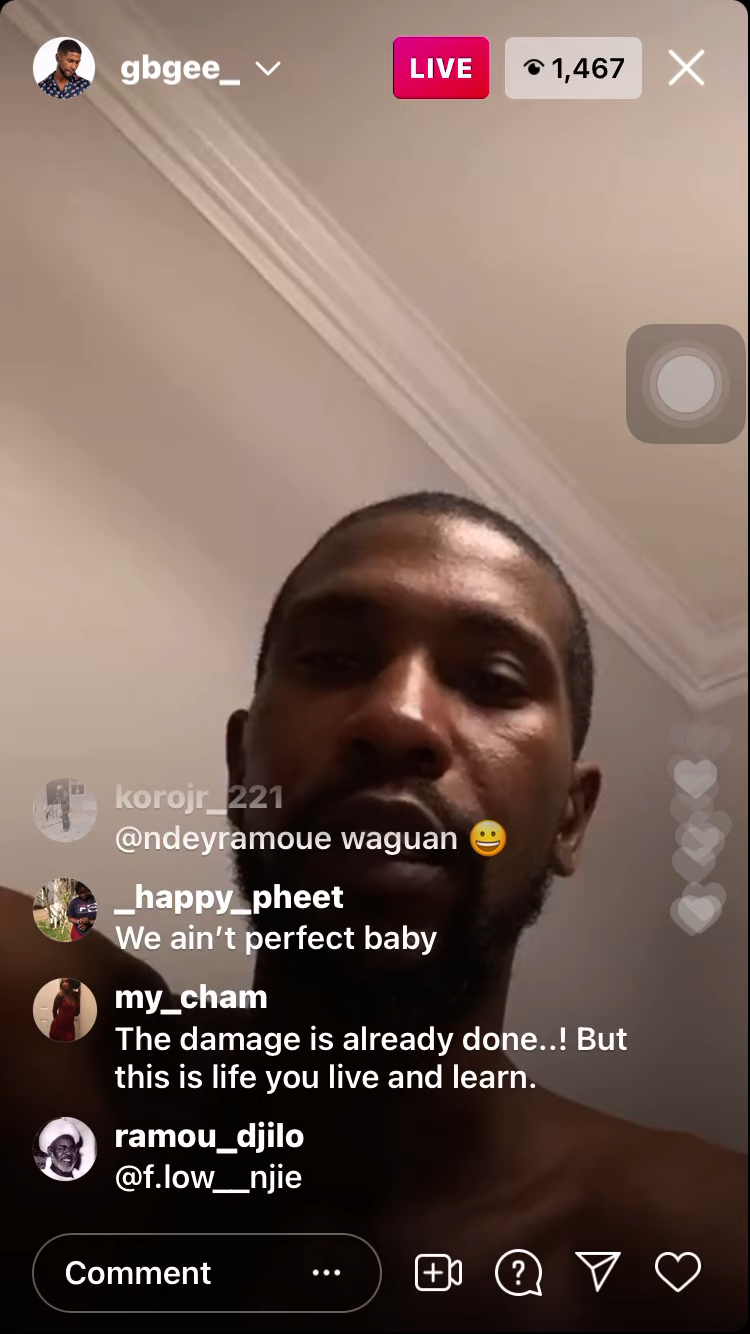 gbgee_
LIVE
1,467
korojr_221
@ndeyramoue waguan 😀
_happy_pheet
We ain’t perfect baby
my_cham
The damage is already done..! But
this is life you live and learn.
ramou_djilo
@f.low__njie
Comment